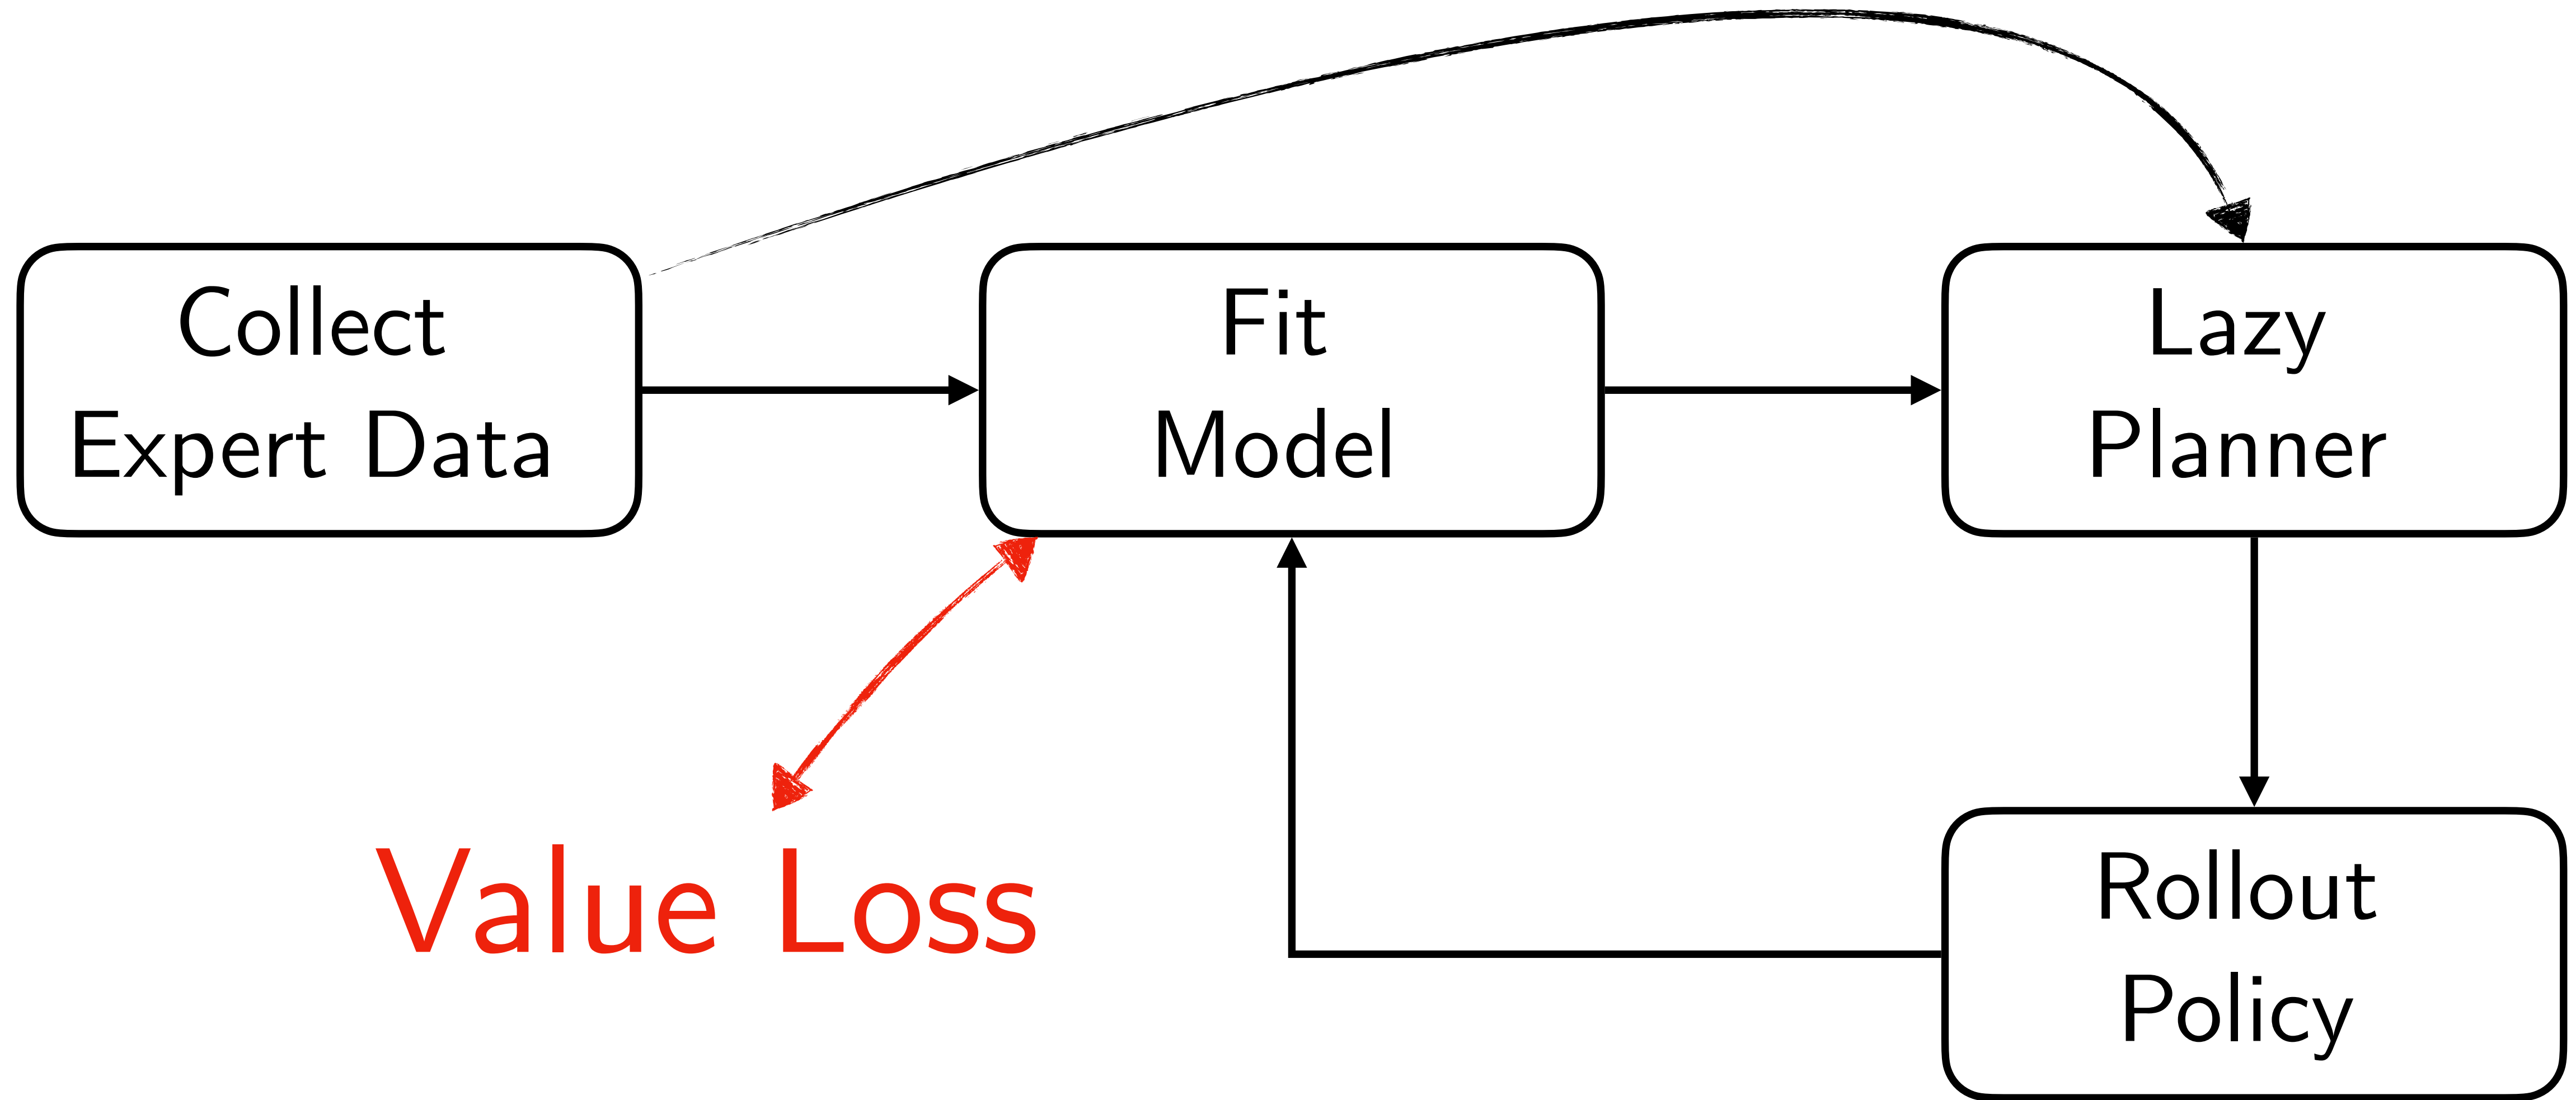 Collect
Expert Data
Fit
Model
Lazy
Planner
Value Loss
Rollout
Policy